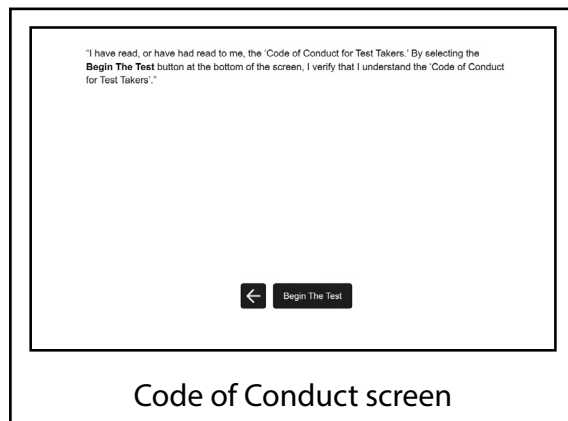 “I have read, or have had read to me, the ‘Code of Conduct for Test Takers.’ By selecting the
Begin The Test button at the bottom of the screen, I verify that I understand the ‘Code of Conduct
for Test Takers’.”
Begin The Test
Code of Conduct screen